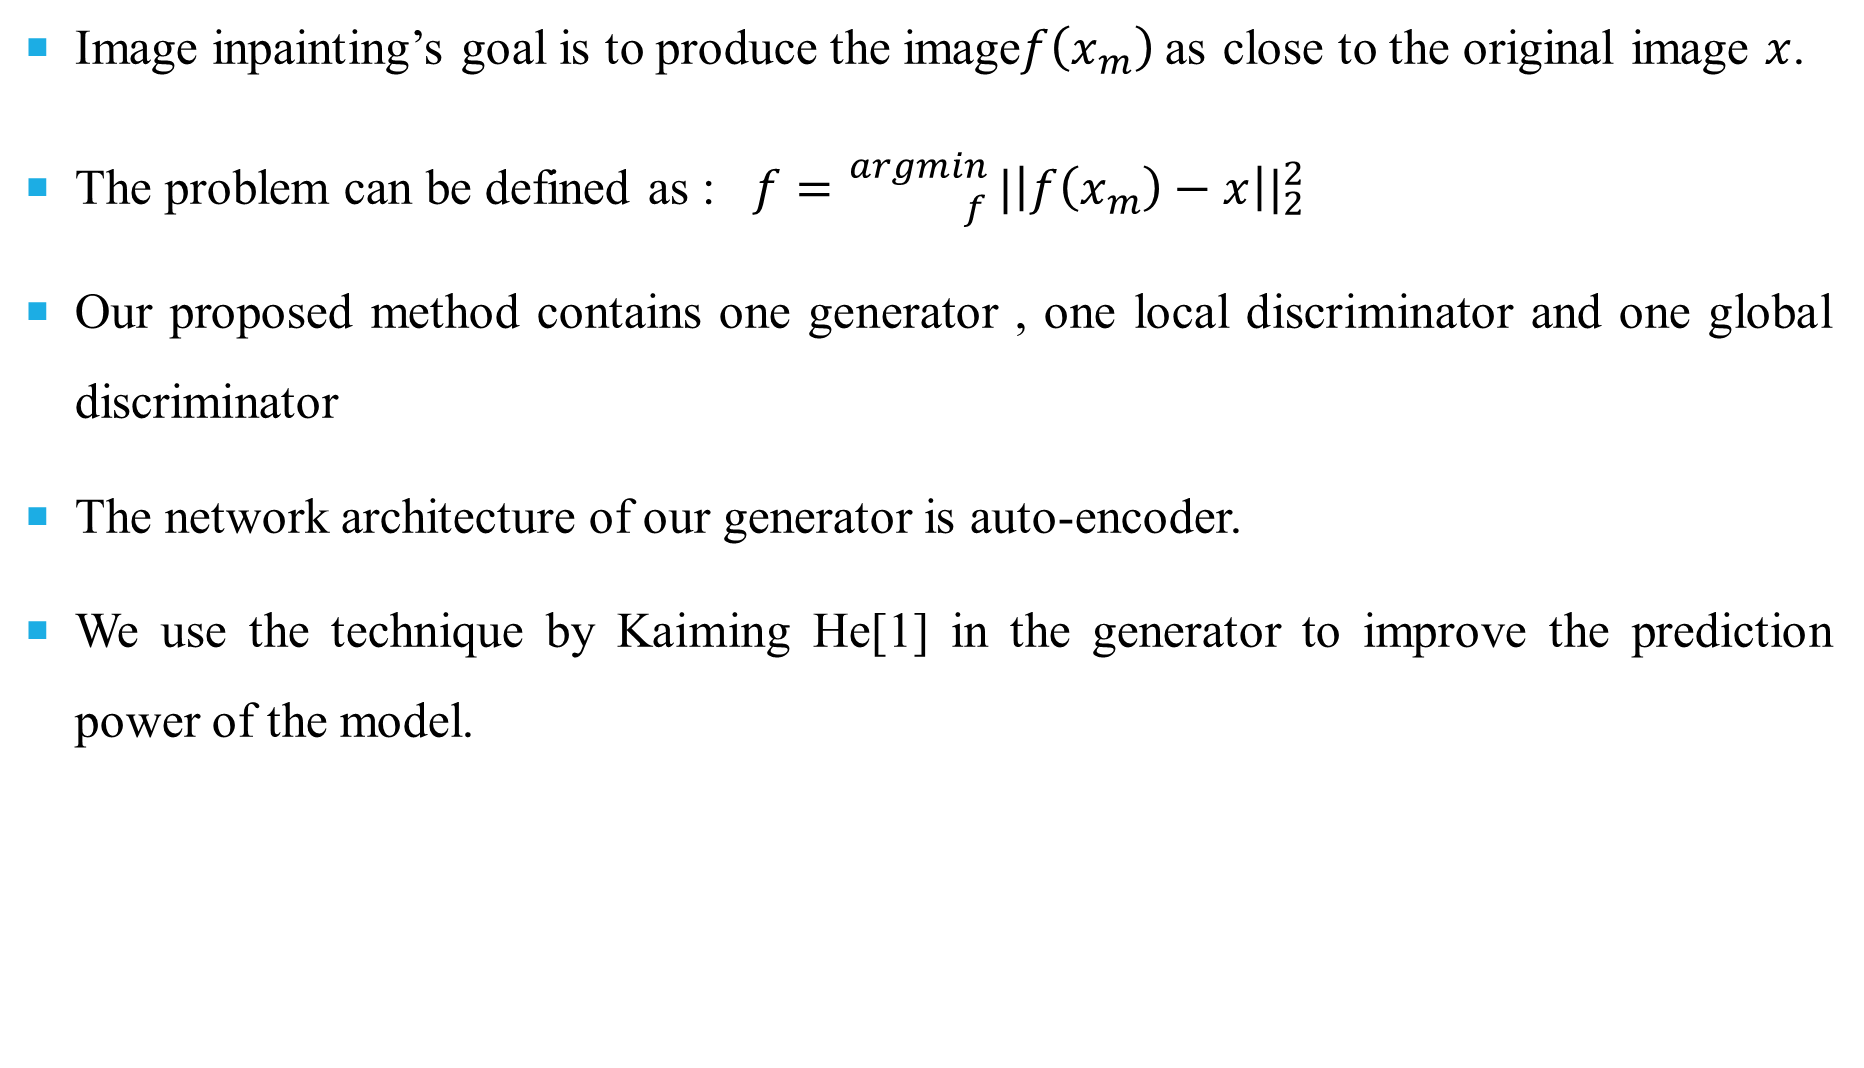 ▪ Image inpainting’s goal is to produce the imagef(xₘ) as close to the original image x.
▪ The problem can be defined as : f = argmin_f ||f(xₘ) − x||₂²
▪ Our proposed method contains one generator , one local discriminator and one global
discriminator
▪ The network architecture of our generator is auto-encoder.
▪ We use the technique by Kaiming He[1] in the generator to improve the prediction
power of the model.